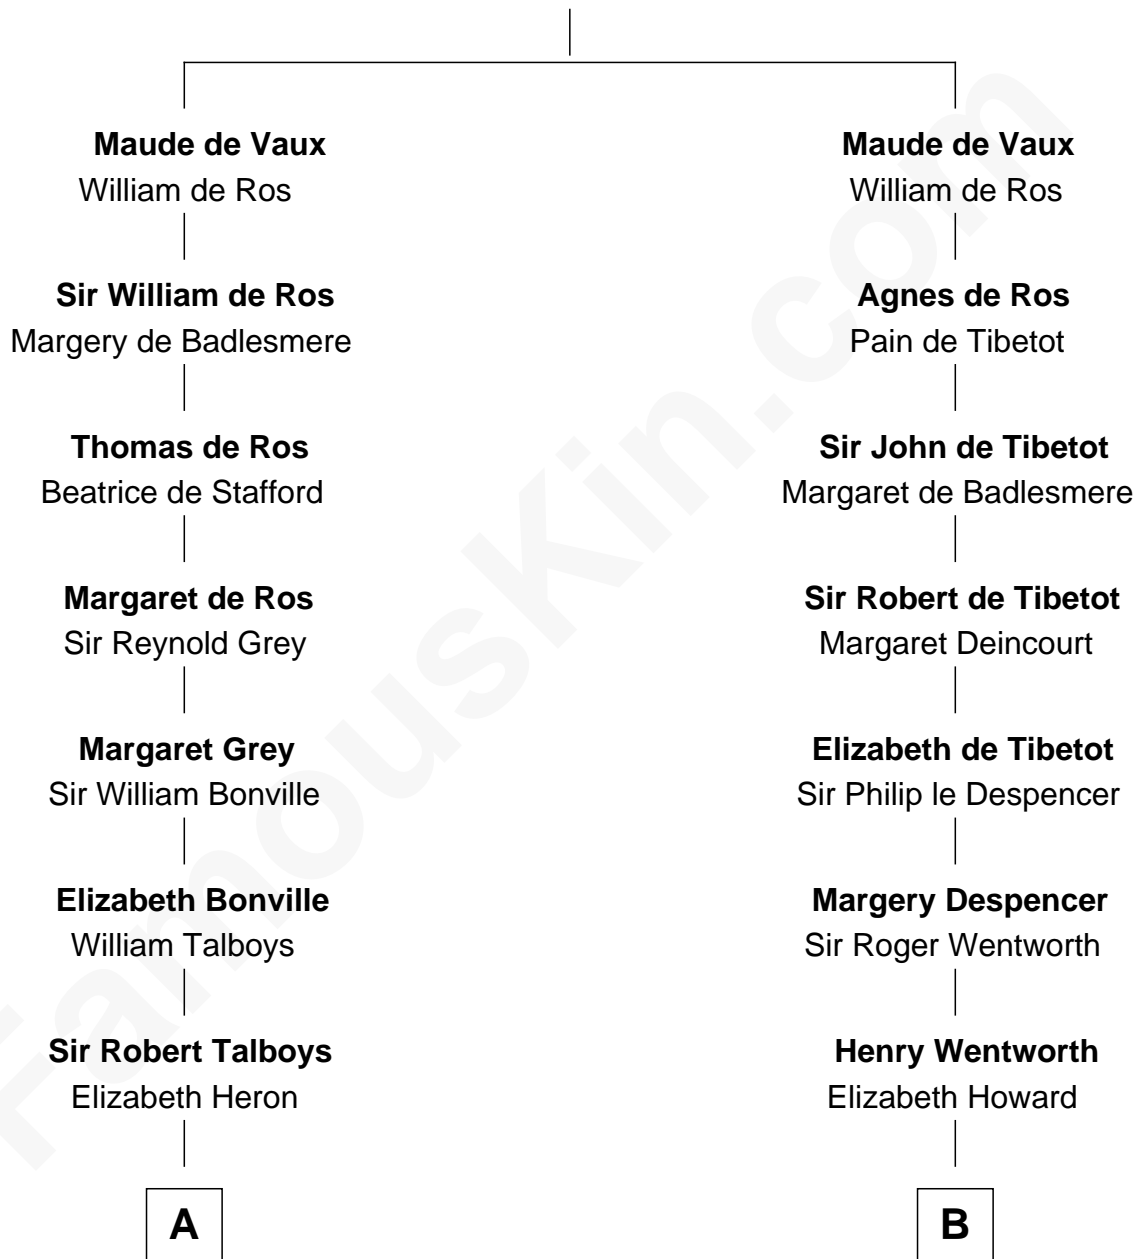 Maude de Vaux
William de Ros
Sir William de Ros
Margery de Badlesmere
Thomas de Ros
Beatrice de Stafford
Margaret de Ros
Sir Reynold Grey
Margaret Grey
Sir William Bonville
Elizabeth Bonville
William Talboys
Sir Robert Talboys
Elizabeth Heron
A
Maude de Vaux
William de Ros
Agnes de Ros
Pain de Tibetot
Sir John de Tibetot
Margaret de Badlesmere
Sir Robert de Tibetot
Margaret Deincourt
Elizabeth de Tibetot
Sir Philip le Despencer
Margery Despencer
Sir Roger Wentworth
Henry Wentworth
Elizabeth Howard
B
FamousKin.com